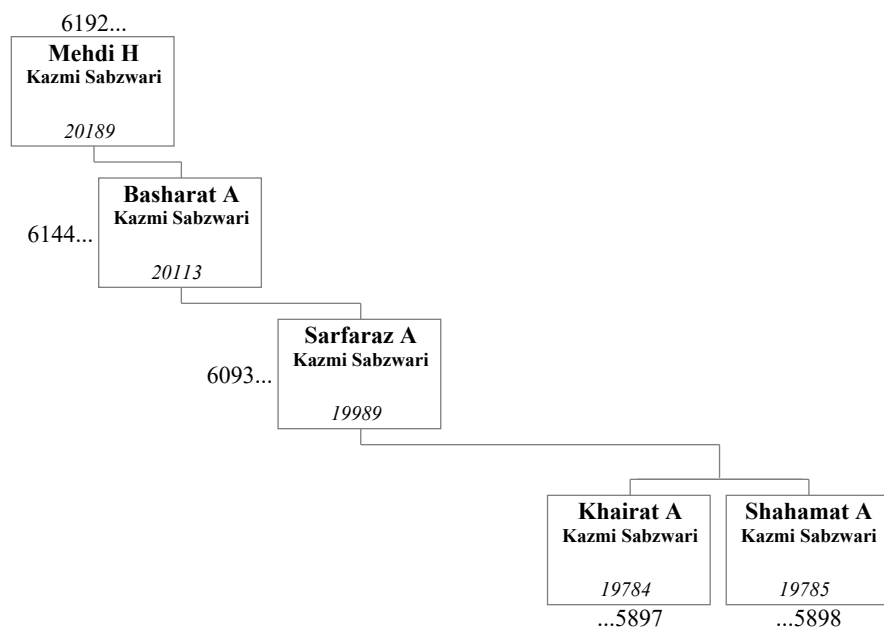 6192...
Mehdi H
Kazmi Sabzwari
20189
Basharat A
Kazmi Sabzwari
6144...
20113
Sarfaraz A
Kazmi Sabzwari
6093...
19989
Khairat A
Kazmi Sabzwari
19784
...5897
Shahamat A
Kazmi Sabzwari
19785
...5898